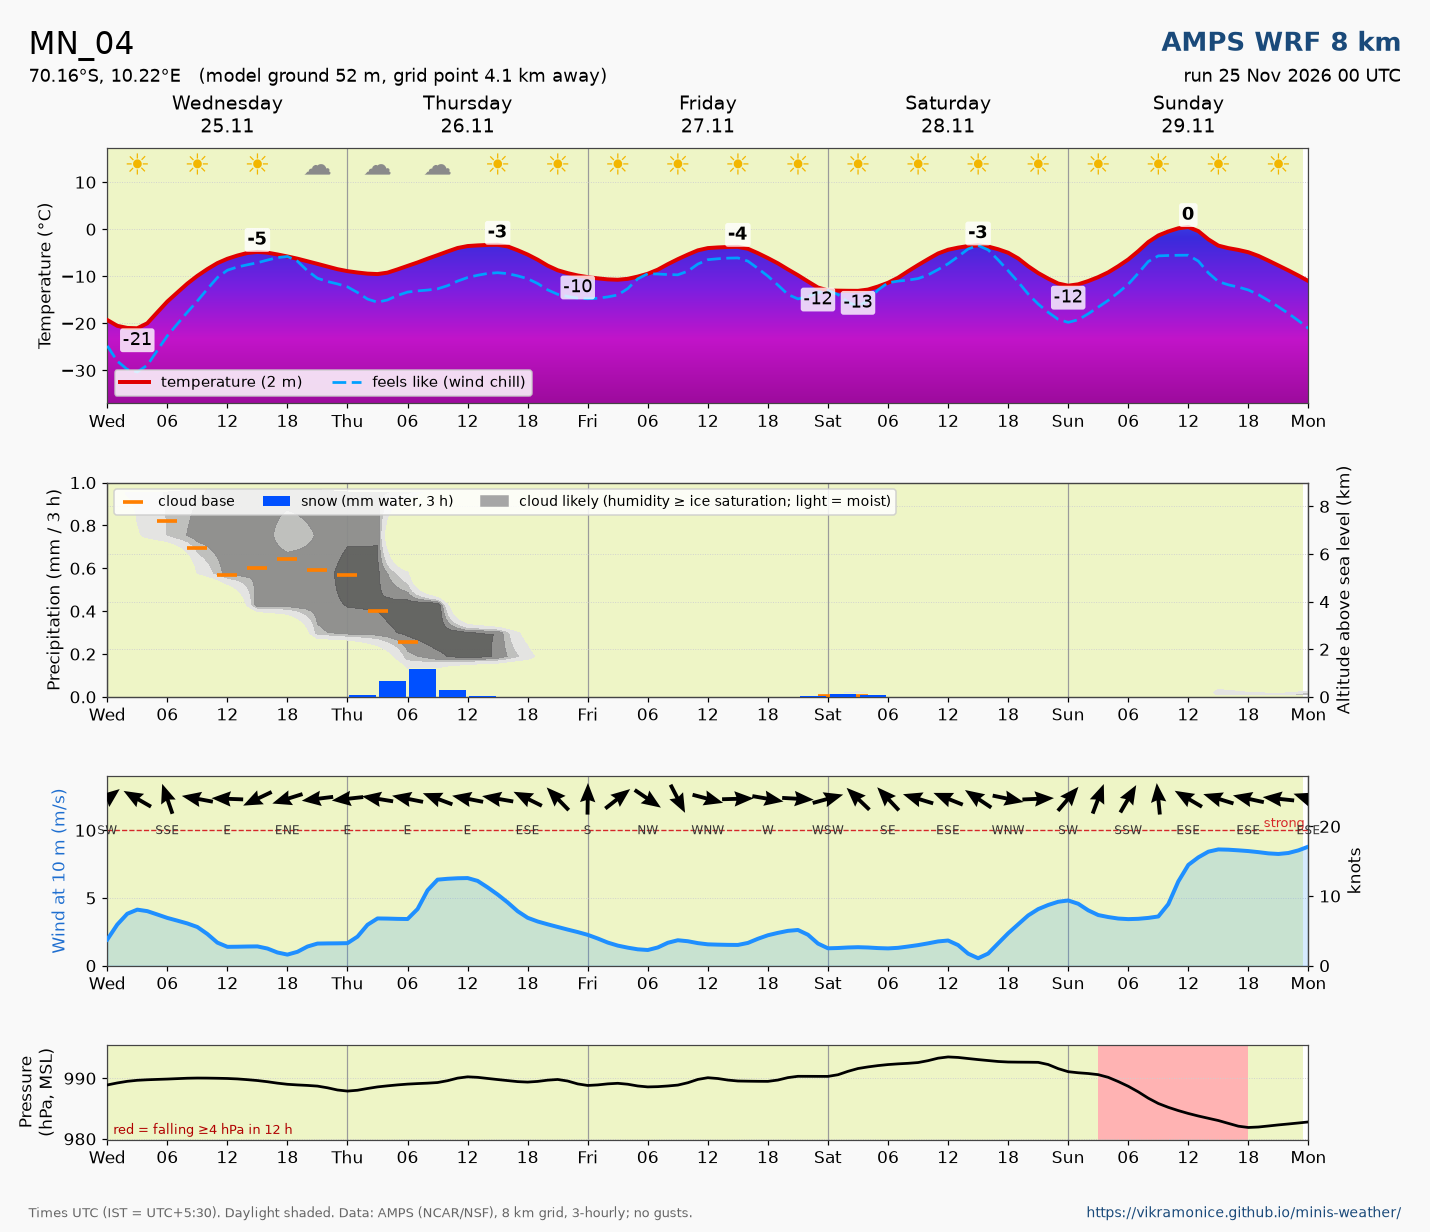 MN_04
AMPS WRF 8 km
70.16°S, 10.22°E (model ground 52 m, grid point 4.1 km away)
run 25 Nov 2026 00 UTC
Wednesday Thursday Friday Saturday Sunday
25.11 26.11 27.11 28.11 29.11
Temperature (°C)
10
0
−10
−20
−30
-5 -3 -4 -3 0
-21 -10 -12 -13 -12
temperature (2 m) feels like (wind chill)
Wed 06 12 18 Thu 06 12 18 Fri 06 12 18 Sat 06 12 18 Sun 06 12 18 Mon
Precipitation (mm / 3 h)
1.0
0.8
0.6
0.4
0.2
0.0
cloud base snow (mm water, 3 h) cloud likely (humidity ≥ ice saturation; light = moist)
8
6
4
2
0
Altitude above sea level (km)
Wed 06 12 18 Thu 06 12 18 Fri 06 12 18 Sat 06 12 18 Sun 06 12 18 Mon
Wind at 10 m (m/s)
10
5
0
SW SSE E ENE E E E ESE S NW WNW W WSW SE ESE WNW SW SSW ESE ESE ESE
strong
20
10
0
knots
Wed 06 12 18 Thu 06 12 18 Fri 06 12 18 Sat 06 12 18 Sun 06 12 18 Mon
Pressure
(hPa, MSL)
990
980
red = falling ≥4 hPa in 12 h
Wed 06 12 18 Thu 06 12 18 Fri 06 12 18 Sat 06 12 18 Sun 06 12 18 Mon
Times UTC (IST = UTC+5:30). Daylight shaded. Data: AMPS (NCAR/NSF), 8 km grid, 3-hourly; no gusts.
https://vikramonice.github.io/minis-weather/